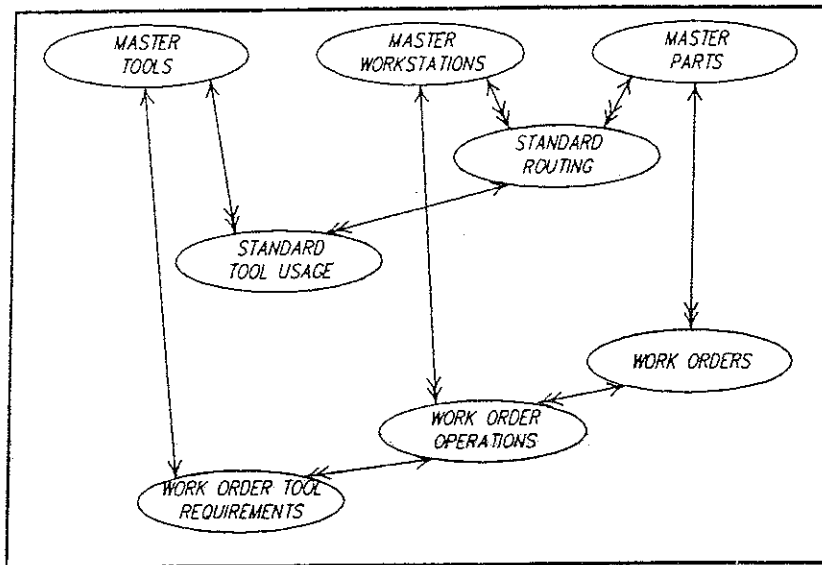 MASTER
TOOLS
MASTER
WORKSTATIONS
MASTER
PARTS
STANDARD
ROUTING
STANDARD
TOOL USAGE
WORK ORDERS
WORK ORDER
OPERATIONS
WORK ORDER TOOL
REQUIREMENTS